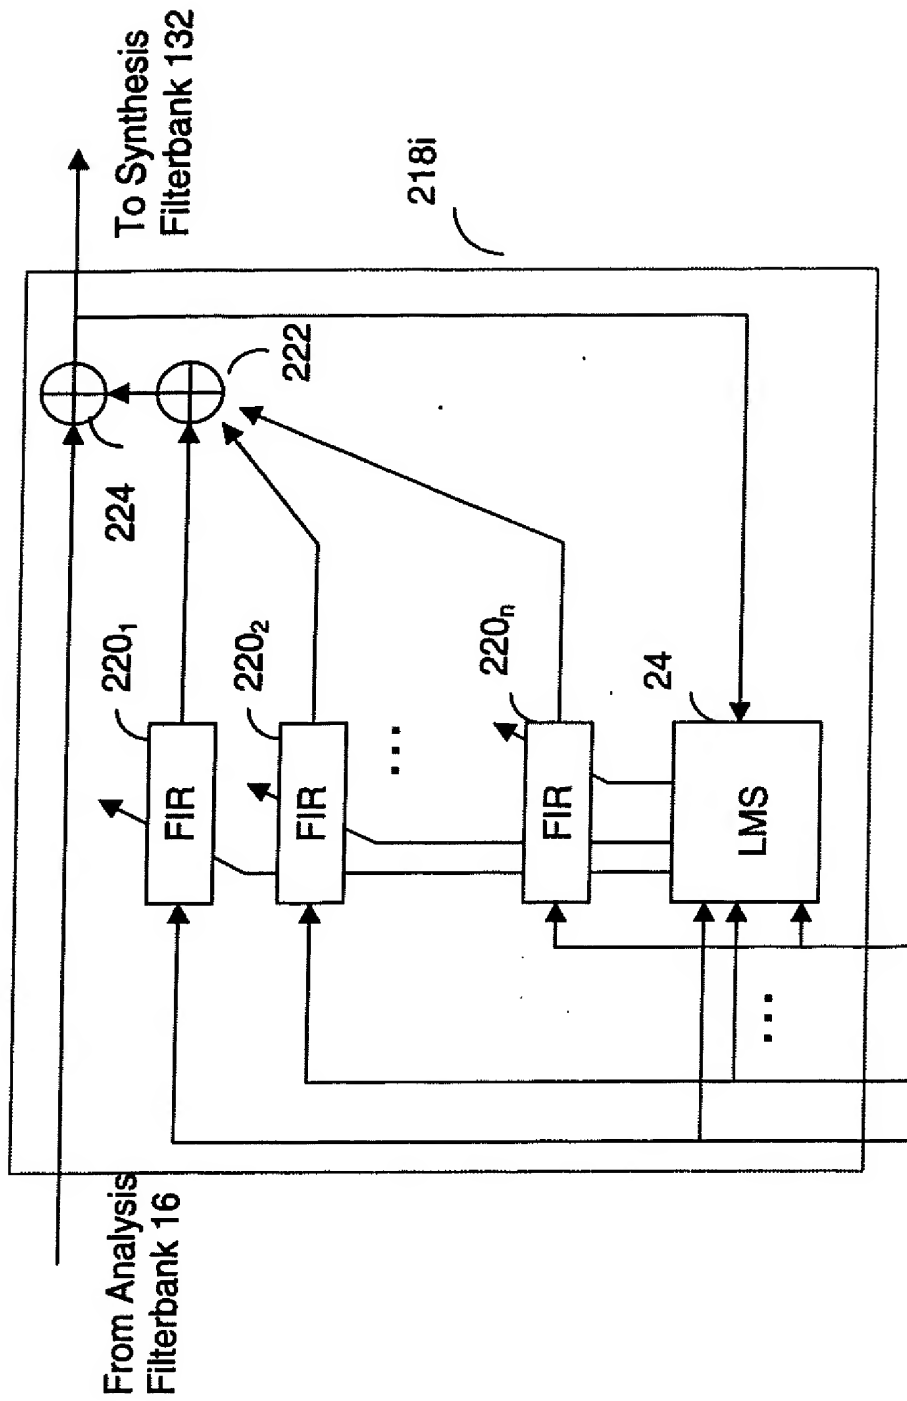 From Analysis
Filterbank 16
To Synthesis
Filterbank 132
224
222
218i
220₁
FIR
220₂
FIR
...
220ₙ
FIR
24
LMS
...